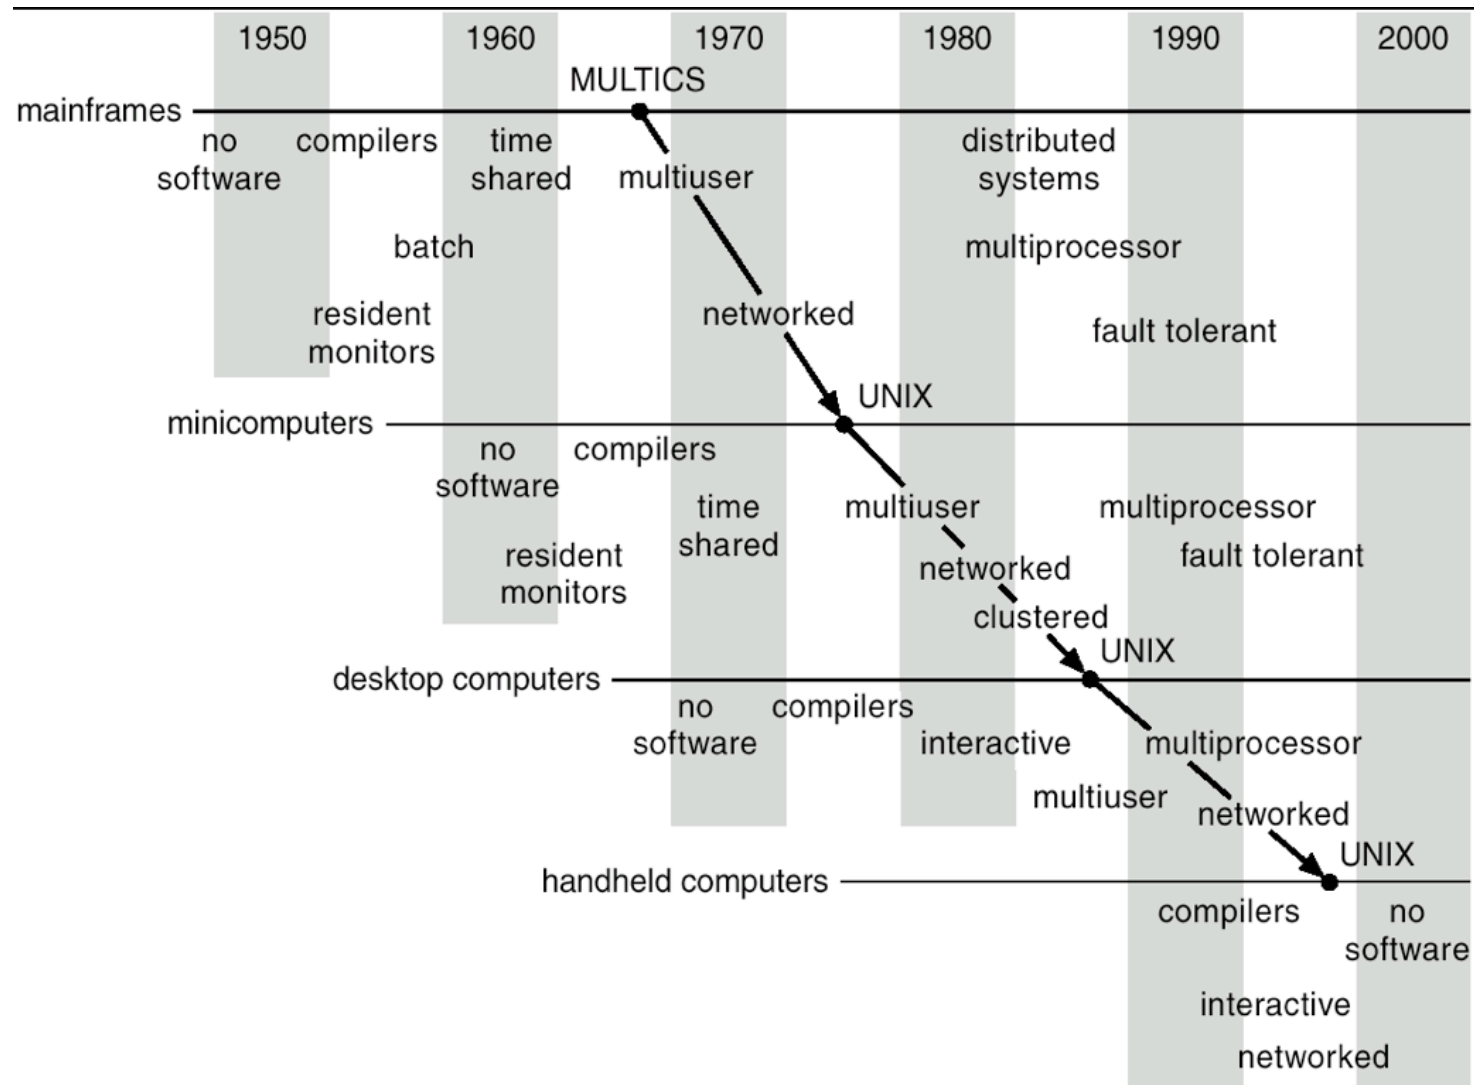 1950 1960 1970 1980 1990 2000
MULTICS
mainframes
no compilers time distributed
software shared multiuser systems
batch multiprocessor
resident networked fault tolerant
monitors
UNIX
minicomputers
no compilers
software
time multiuser multiprocessor
shared
resident networked fault tolerant
monitors
clustered
UNIX
desktop computers
no compilers
software interactive multiprocessor
multiuser networked
UNIX
handheld computers
compilers no
software
interactive
networked